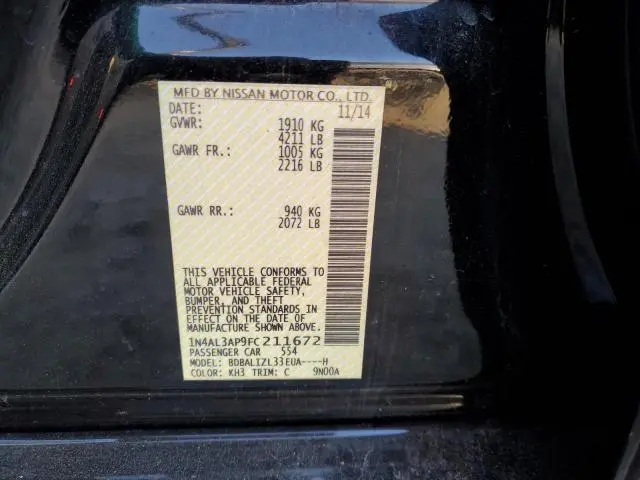 MFD BY NISSAN MOTOR CO., LTD.
DATE: 11/14
GVWR: 1910 KG
4211 LB
GAWR FR.: 1005 KG
2216 LB
GAWR RR.: 940 KG
2072 LB
THIS VEHICLE CONFORMS TO
ALL APPLICABLE FEDERAL
MOTOR VEHICLE SAFETY,
BUMPER, AND THEFT
PREVENTION STANDARDS IN
EFFECT ON THE DATE OF
MANUFACTURE SHOWN ABOVE.
1N4AL3AP9FC211672
PASSENGER CAR 554
MODEL: BDBALIZL33EUA----H
COLOR: KH3 TRIM: C 9N00A